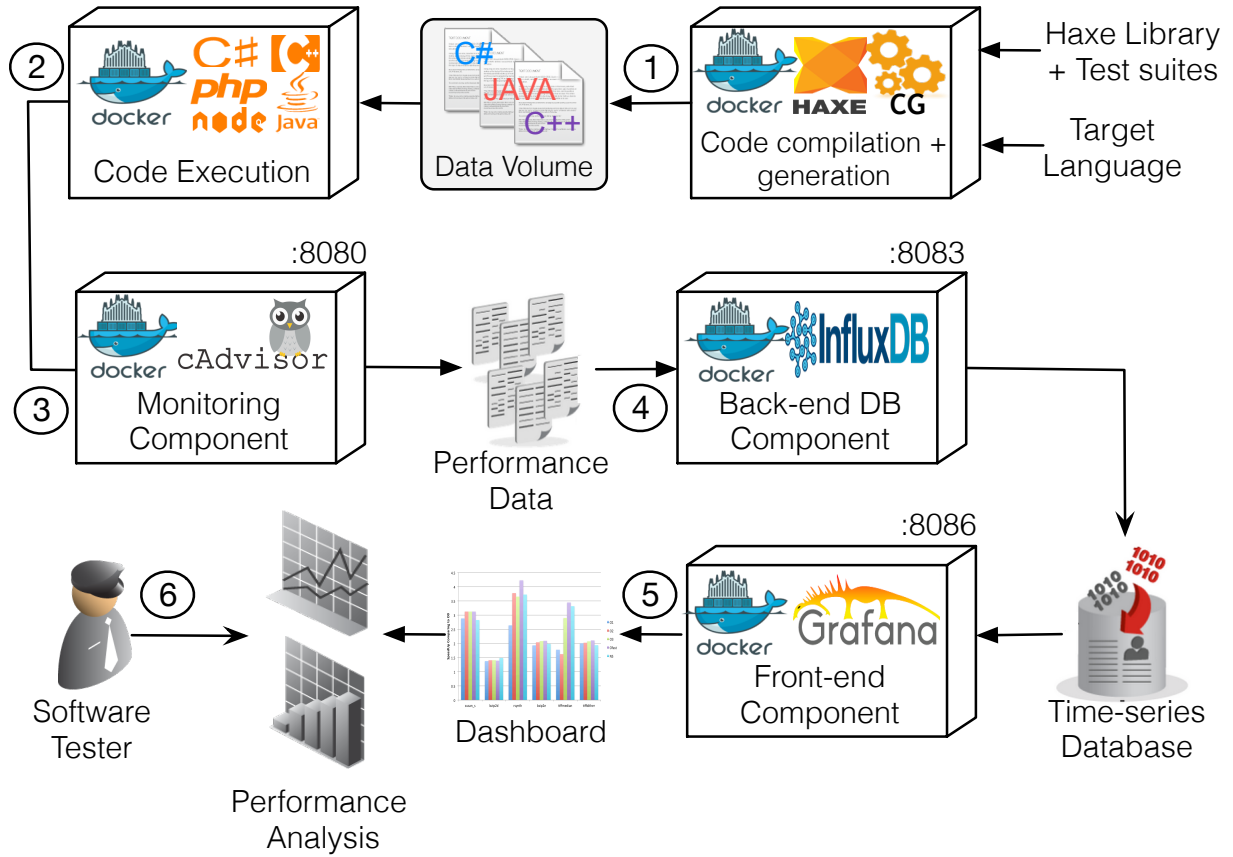 2
docker
C#
C++
php
node
Java
Code Execution
C#
JAVA
C++
Data Volume
1
docker
HAXE
CG
Code compilation +
generation
Haxe Library
+ Test suites
Target
Language
:8080
docker
cAdvisor
3
Monitoring
Component
Performance
Data
:8083
docker
InfluxDB
4
Back-end DB
Component
:8086
docker
Grafana
5
Front-end
Component
1010
1010
1010
1010
Time-series
Database
Dashboard
6
Software
Tester
Performance
Analysis